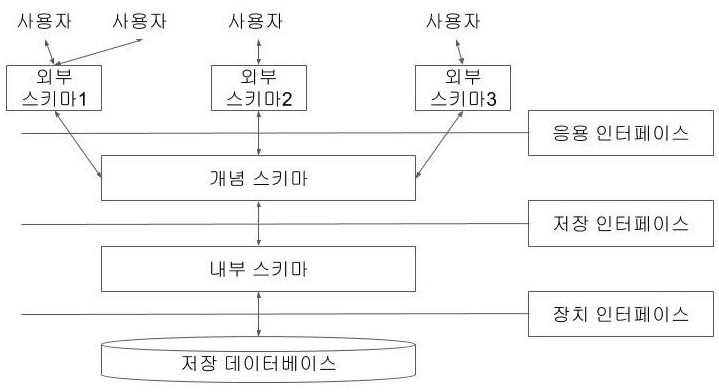 사용자
사용자
사용자
사용자
외부
스키마1
외부
스키마2
외부
스키마3
응용 인터페이스
개념 스키마
저장 인터페이스
내부 스키마
장치 인터페이스
저장 데이터베이스